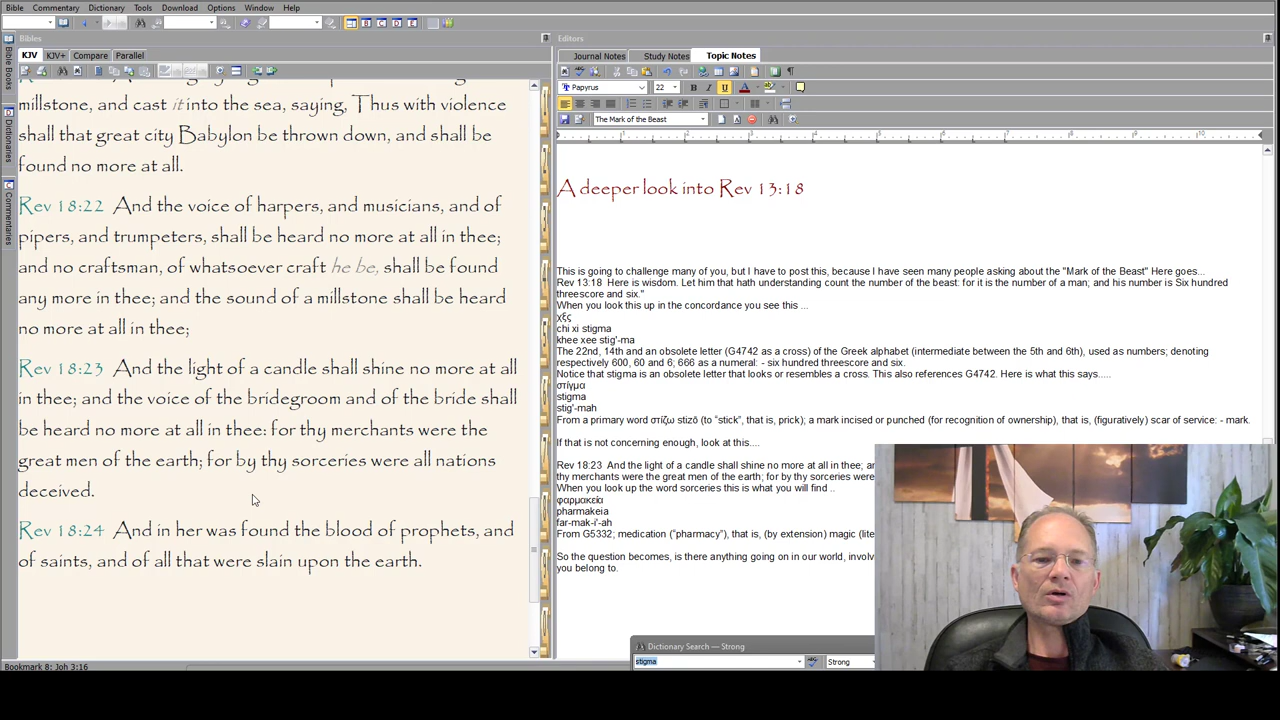 Bible Commentary Dictionary Tools Download Options Window Help
Bibles
KJV KJV+ Compare Parallel
Bible Books
Dictionaries
Commentaries
millstone, and cast it into the sea, saying, Thus with violence
shall that great city Babylon be thrown down, and shall be
found no more at all.
Rev 18:22 And the voice of harpers, and musicians, and of
pipers, and trumpeters, shall be heard no more at all in thee;
and no craftsman, of whatsoever craft he be, shall be found
any more in thee; and the sound of a millstone shall be heard
no more at all in thee;
Rev 18:23 And the light of a candle shall shine no more at all
in thee; and the voice of the bridegroom and of the bride shall
be heard no more at all in thee: for thy merchants were the
great men of the earth; for by thy sorceries were all nations
deceived.
Rev 18:24 And in her was found the blood of prophets, and
of saints, and of all that were slain upon the earth.
Bookmark 8: Joh 3:16
Editors
Journal Notes Study Notes Topic Notes
Papyrus 22 B I U A
The Mark of the Beast
1 2 3 4 5 6 7 8 9 10
A deeper look into Rev 13:18
This is going to challenge many of you, but I have to post this, because I have seen many people asking about the "Mark of the Beast" Here goes...
Rev 13:18 Here is wisdom. Let him that hath understanding count the number of the beast: for it is the number of a man; and his number is Six hundred
threescore and six."
When you look this up in the concordance you see this ...
χξς
chi xi stigma
khee xee stig'-ma
The 22nd, 14th and an obsolete letter (G4742 as a cross) of the Greek alphabet (intermediate between the 5th and 6th), used as numbers; denoting
respectively 600, 60 and 6; 666 as a numeral: - six hundred threescore and six.
Notice that stigma is an obsolete letter that looks or resembles a cross. This also references G4742. Here is what this says.....
στίγμα
stigma
stig'-mah
From a primary word στίζω stizō (to "stick", that is, prick); a mark incised or punched (for recognition of ownership), that is, (figuratively) scar of service: - mark.
If that is not concerning enough, look at this....
Rev 18:23 And the light of a candle shall shine no more at all in thee; a
thy merchants were the great men of the earth; for by thy sorceries were
When you look up the word sorceries this is what you will find ..
φαρμακεία
pharmakeia
far-mak-i'-ah
From G5332; medication ("pharmacy"), that is, (by extension) magic (lite
So the question becomes, is there anything going on in our world, involv
you belong to.
Dictionary Search — Strong
stigma Strong